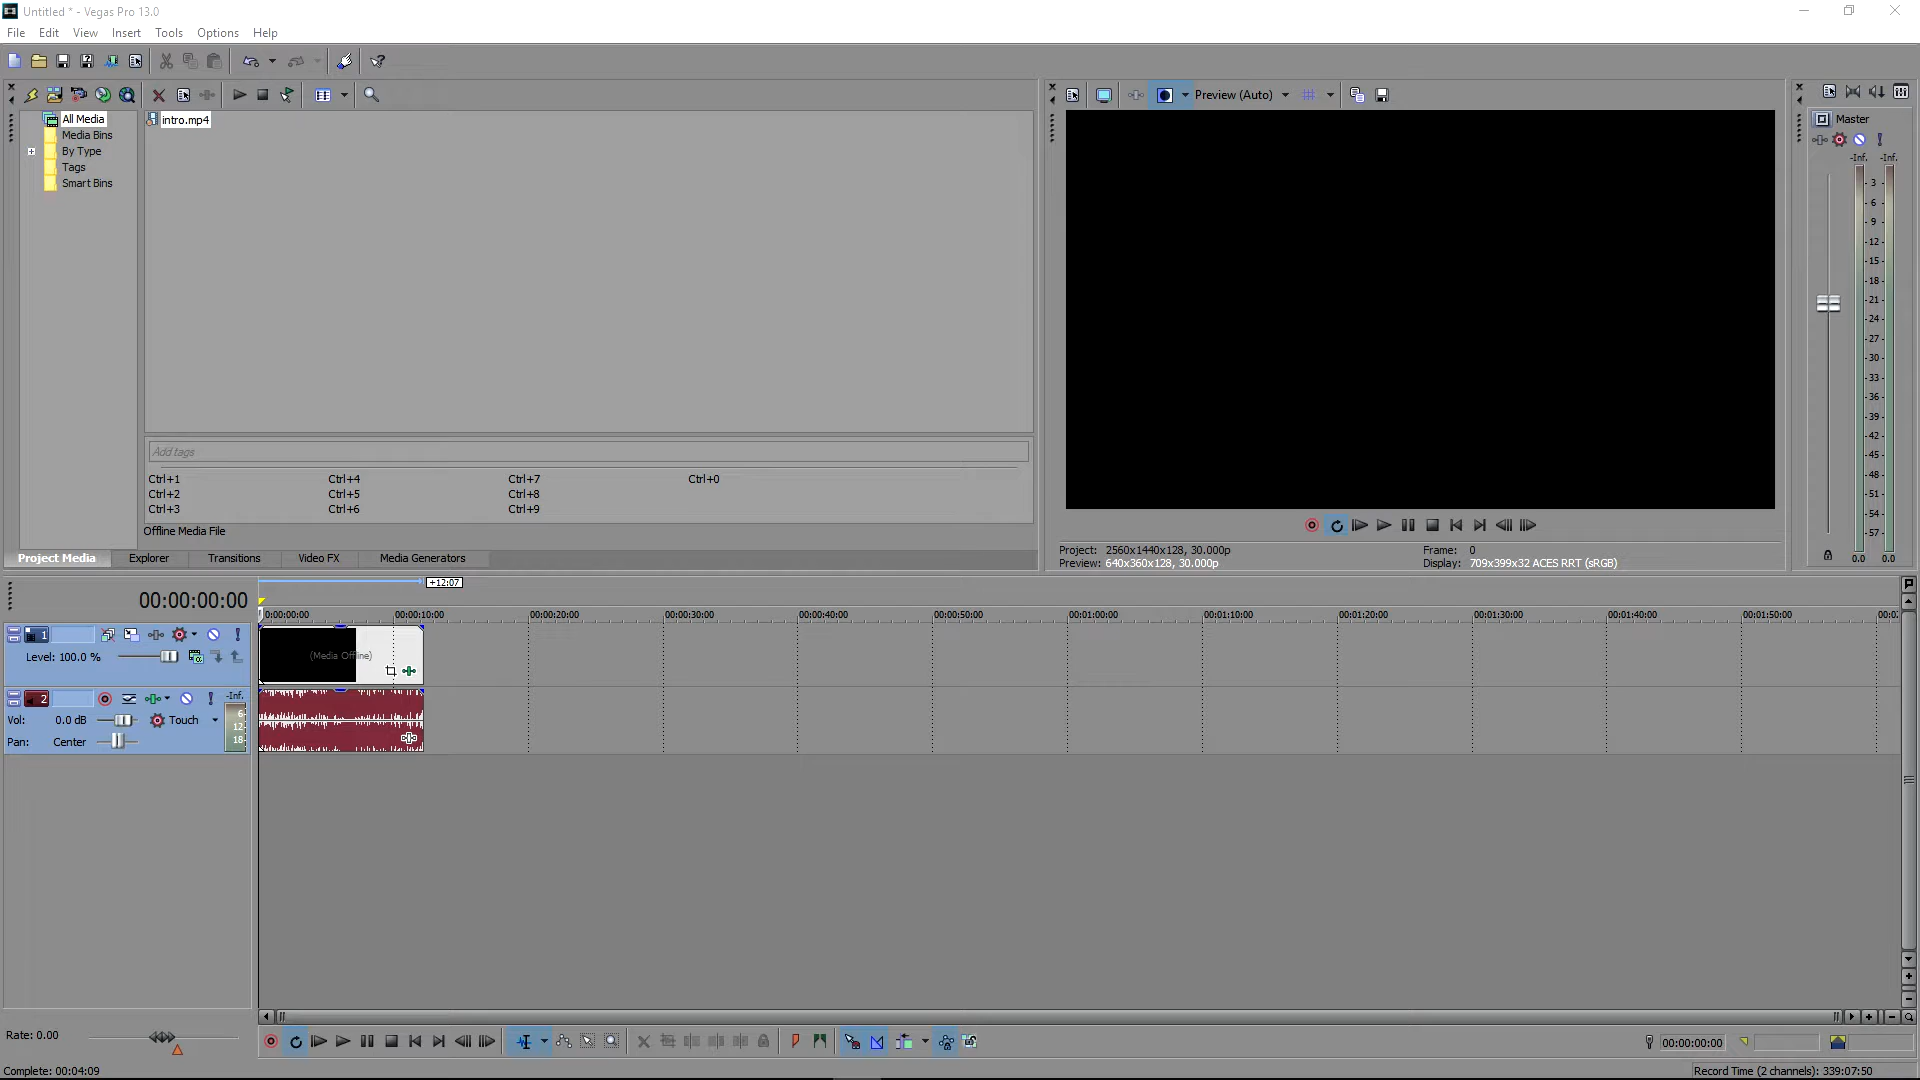 Untitled * - Vegas Pro 13.0
File Edit View Insert Tools Options Help
Preview (Auto)
All Media
Media Bins
By Type
Tags
Smart Bins
intro.mp4
Master
-Inf. -Inf.
3
6
9
12
15
18
21
24
27
30
33
36
39
42
45
48
51
54
57
0.0 0.0
Add tags
Ctrl+1 Ctrl+4 Ctrl+7 Ctrl+0
Ctrl+2 Ctrl+5 Ctrl+8
Ctrl+3 Ctrl+6 Ctrl+9
Offline Media File
Project Media Explorer Transitions Video FX Media Generators
Project: 2560x1440x128, 30.000p Frame: 0
Preview: 640x360x128, 30.000p Display: 709x399x32 ACES RRT (sRGB)
+12:07
00:00:00:00
0:00:00:00 00:00:10:00 00:00:20:00 00:00:30:00 00:00:40:00 00:00:50:00 00:01:00:00 00:01:10:00 00:01:20:00 00:01:30:00 00:01:40:00 00:01:50:00
1
Level: 100.0 %
(Media Offline)
2 -Inf.
Vol: 0.0 dB Touch
Pan: Center
6
12
18
Rate: 0.00
00:00:00:00
Complete: 00:04:09
Record Time (2 channels): 339:07:50